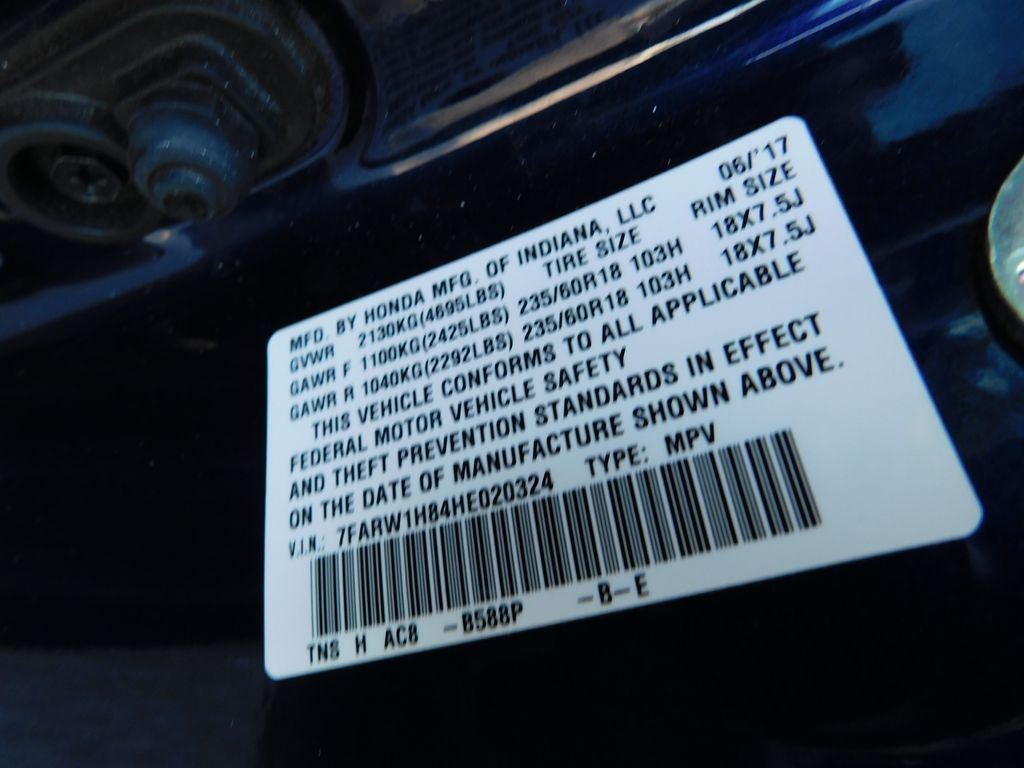 MFD. BY HONDA MFG. OF INDIANA, LLC 06/'17
GVWR 2130KG(4695LBS) TIRE SIZE RIM SIZE
GAWR F 1100KG(2425LBS) 235/60R18 103H 18X7.5J
GAWR R 1040KG(2292LBS) 235/60R18 103H 18X7.5J
THIS VEHICLE CONFORMS TO ALL APPLICABLE
FEDERAL MOTOR VEHICLE SAFETY
AND THEFT PREVENTION STANDARDS IN EFFECT
ON THE DATE OF MANUFACTURE SHOWN ABOVE.
V.I.N.: 7FARW1H84HE020324 TYPE: MPV
TN8 H AC8 -B588P -B-E